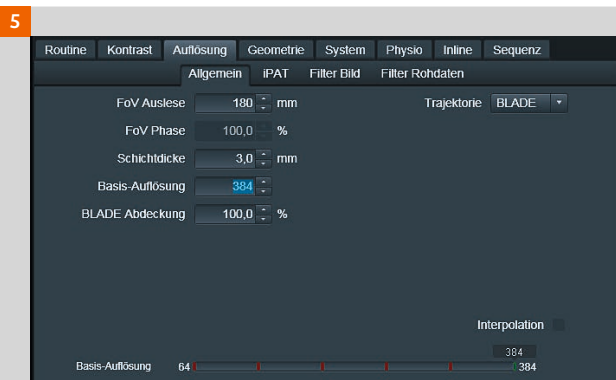 5
Routine Kontrast Auflösung Geometrie System Physio Inline Sequenz
Allgemein iPAT Filter Bild Filter Rohdaten
FoV Auslese 180 mm Trajektorie BLADE
FoV Phase 100,0 %
Schichtdicke 3,0 mm
Basis-Auflösung 384
BLADE Abdeckung 100,0 %
Interpolation
384
Basis-Auflösung 64 384